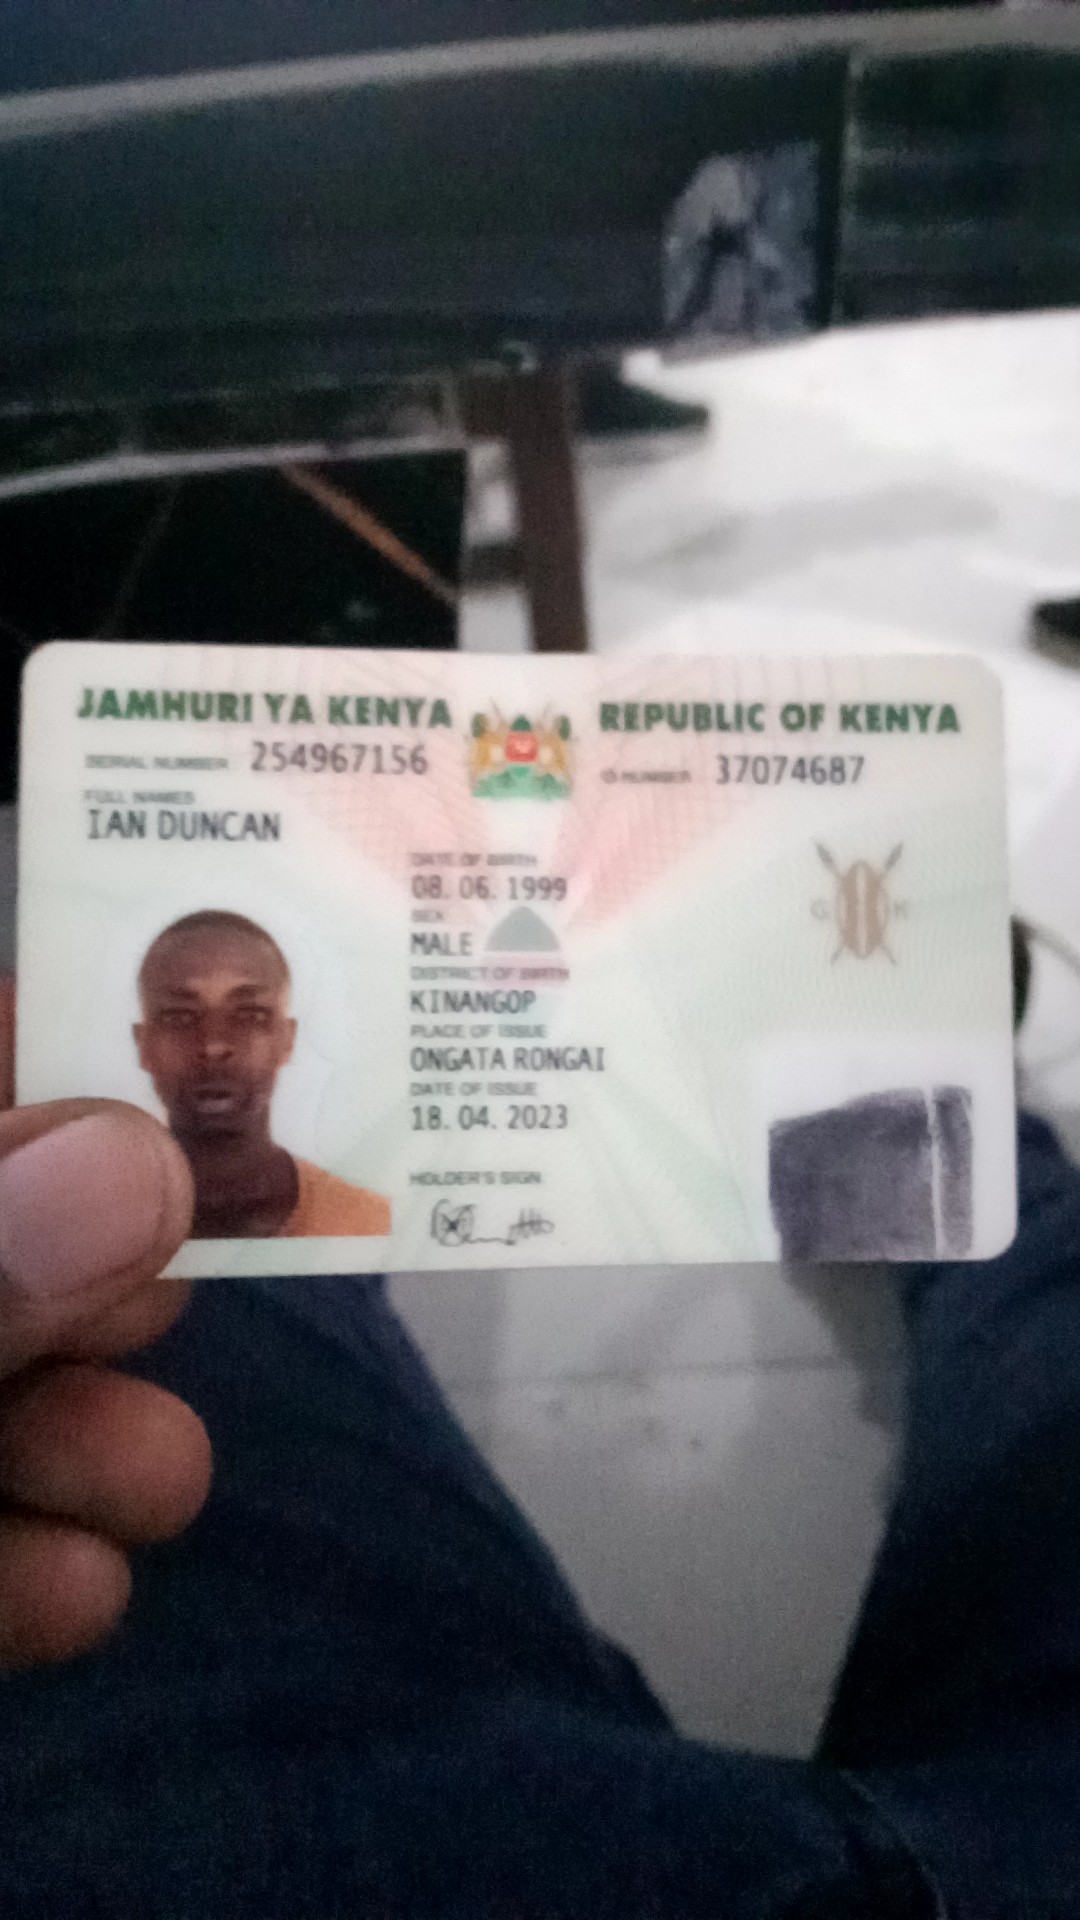 JAMHURI YA KENYA REPUBLIC OF KENYA
SERIAL NUMBER 254967156 ID NUMBER 37074687
FULL NAMES
IAN DUNCAN
DATE OF BIRTH
08. 06. 1999
SEX
MALE
DISTRICT OF BIRTH
KINANGOP
PLACE OF ISSUE
ONGATA RONGAI
DATE OF ISSUE
18. 04. 2023
HOLDER'S SIGN.
G K